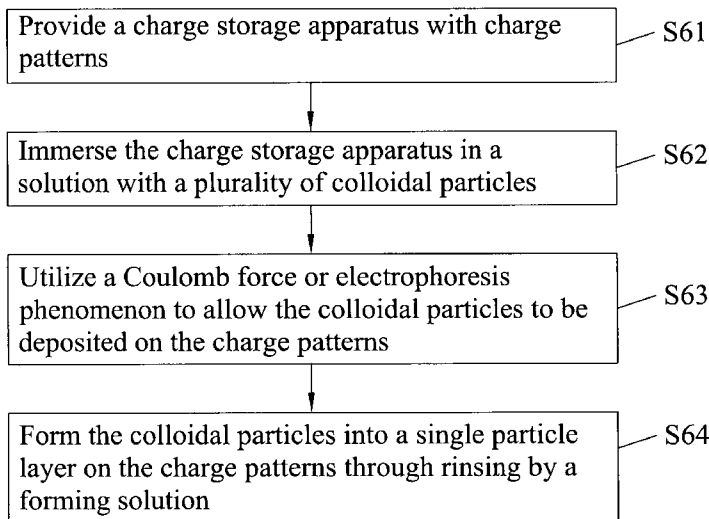 Provide a charge storage apparatus with charge
patterns
S61
Immerse the charge storage apparatus in a
solution with a plurality of colloidal particles
S62
Utilize a Coulomb force or electrophoresis
phenomenon to allow the colloidal particles to be
deposited on the charge patterns
S63
Form the colloidal particles into a single particle
layer on the charge patterns through rinsing by a
forming solution
S64